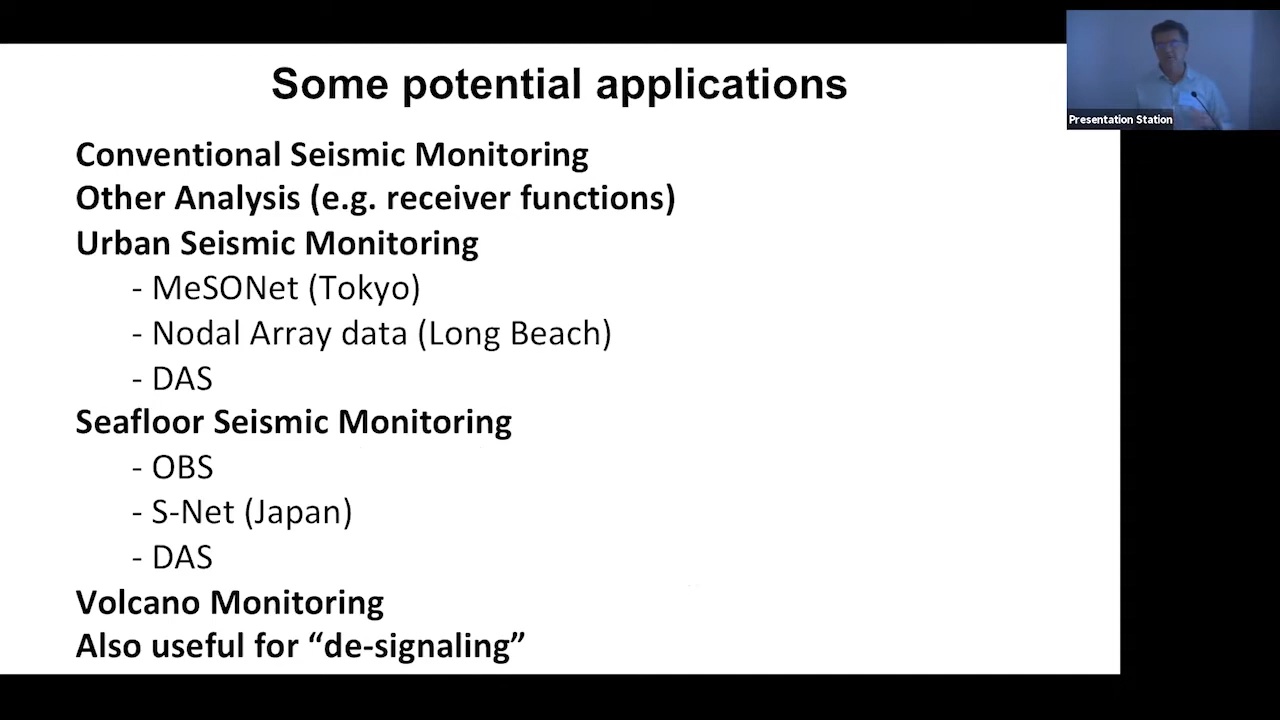 Some potential applications
Presentation Station
Conventional Seismic Monitoring
Other Analysis (e.g. receiver functions)
Urban Seismic Monitoring
- MeSONet (Tokyo)
- Nodal Array data (Long Beach)
- DAS
Seafloor Seismic Monitoring
- OBS
- S-Net (Japan)
- DAS
Volcano Monitoring
Also useful for “de-signaling”